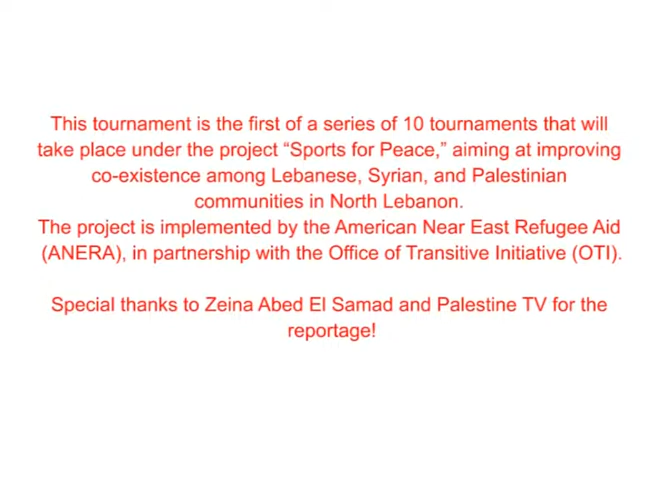 This tournament is the first of a series of 10 tournaments that will
take place under the project “Sports for Peace,” aiming at improving
co-existence among Lebanese, Syrian, and Palestinian
communities in North Lebanon.
The project is implemented by the American Near East Refugee Aid
(ANERA), in partnership with the Office of Transitive Initiative (OTI).
Special thanks to Zeina Abed El Samad and Palestine TV for the
reportage!